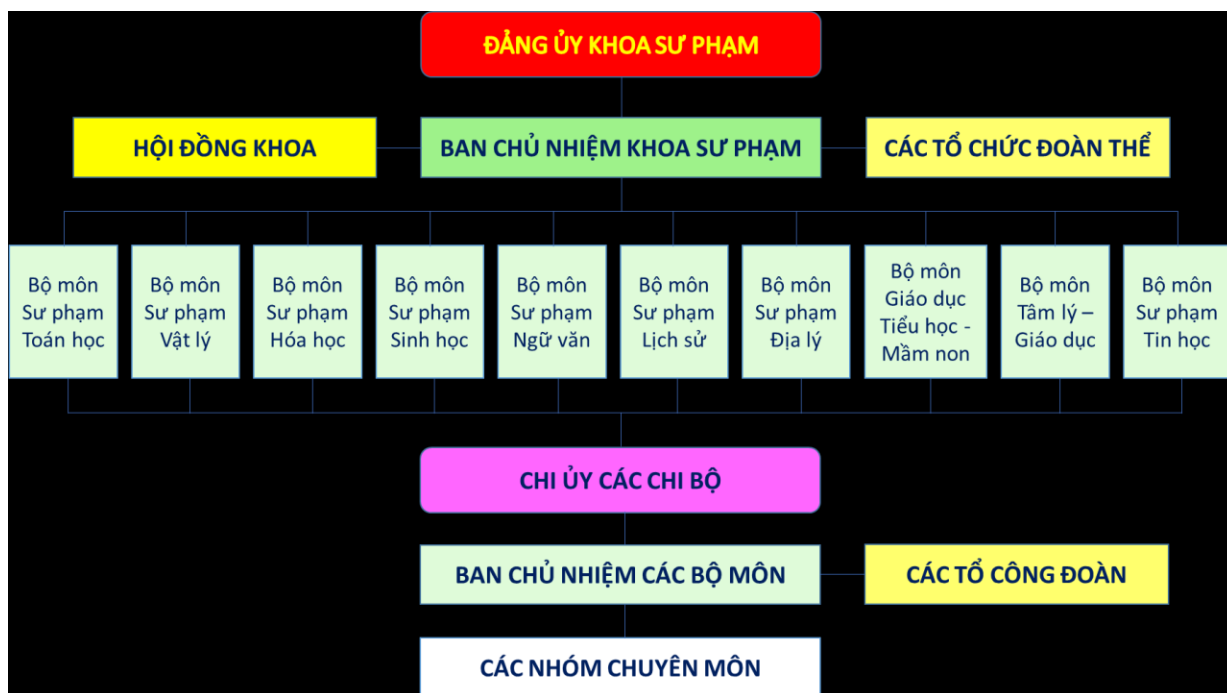 ĐẢNG ỦY KHOA SƯ PHẠM
HỘI ĐỒNG KHOA
BAN CHỦ NHIỆM KHOA SƯ PHẠM
CÁC TỔ CHỨC ĐOÀN THỂ
Bộ môn
Sư phạm
Toán học
Bộ môn
Sư phạm
Vật lý
Bộ môn
Sư phạm
Hóa học
Bộ môn
Sư phạm
Sinh học
Bộ môn
Sư phạm
Ngữ văn
Bộ môn
Sư phạm
Lịch sử
Bộ môn
Sư phạm
Địa lý
Bộ môn
Giáo dục
Tiểu học -
Mầm non
Bộ môn
Tâm lý –
Giáo dục
Bộ môn
Sư phạm
Tin học
CHI ỦY CÁC CHI BỘ
BAN CHỦ NHIỆM CÁC BỘ MÔN
CÁC TỔ CÔNG ĐOÀN
CÁC NHÓM CHUYÊN MÔN